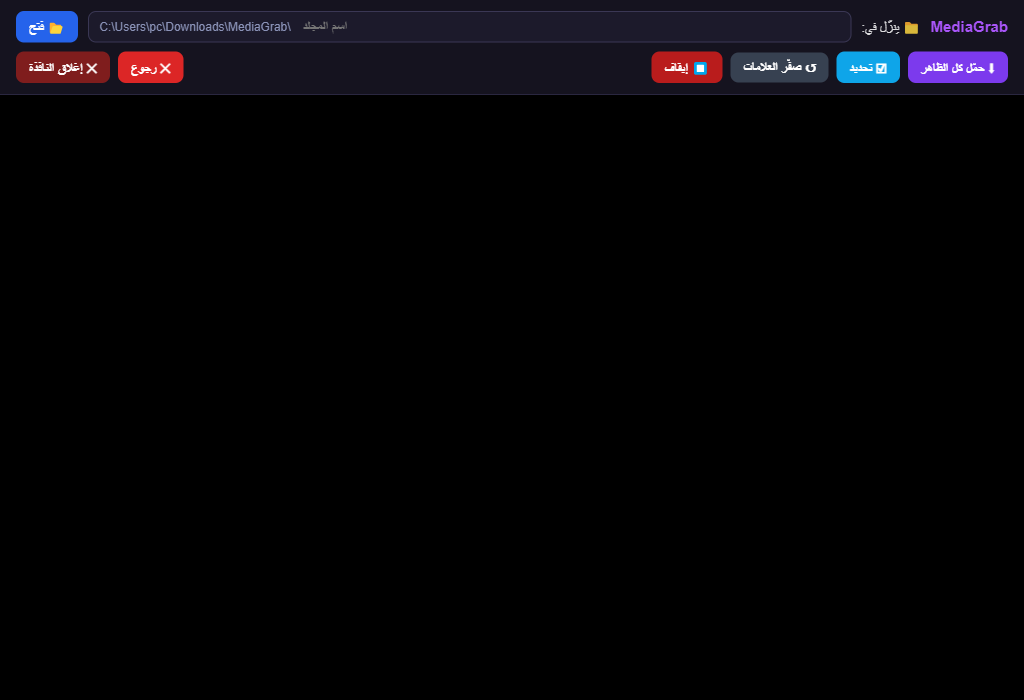 MediaGrab 📁 ينزّل في: C:\Users\pc\Downloads\MediaGrab\ اسم المجلد 📂 فتح
⬇ حمّل كل الظاهر ☑ تحديد ↺ صفّر العلامات ⏹ إيقاف ✕ رجوع ✕ إغلاق النافذة